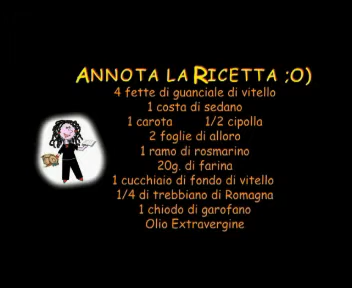 ANNOTA LA RICETTA ;O)
4 fette di guanciale di vitello
1 costa di sedano
1 carota 1/2 cipolla
2 foglie di alloro
1 ramo di rosmarino
20g. di farina
1 cucchiaio di fondo di vitello
1/4 di trebbiano di Romagna
1 chiodo di garofano
Olio Extravergine